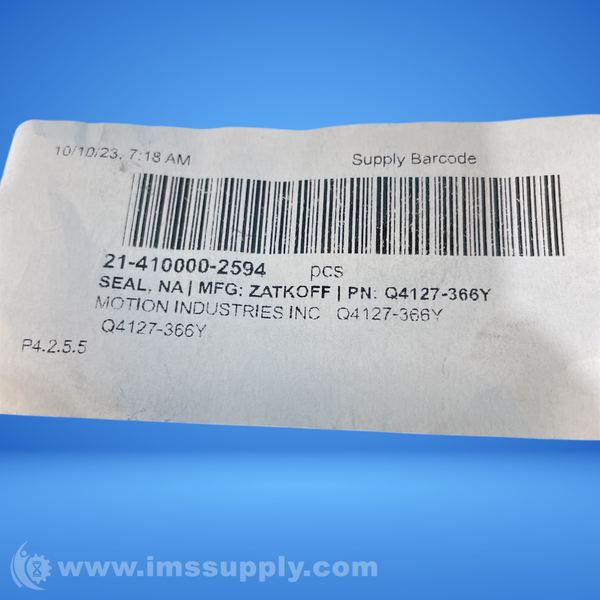 10/10/23, 7:18 AM Supply Barcode
21-410000-2594 pcs
SEAL, NA | MFG: ZATKOFF | PN: Q4127-366Y
MOTION INDUSTRIES INC Q4127-366Y
Q4127-366Y
P4.2.5.5
www.imssupply.com